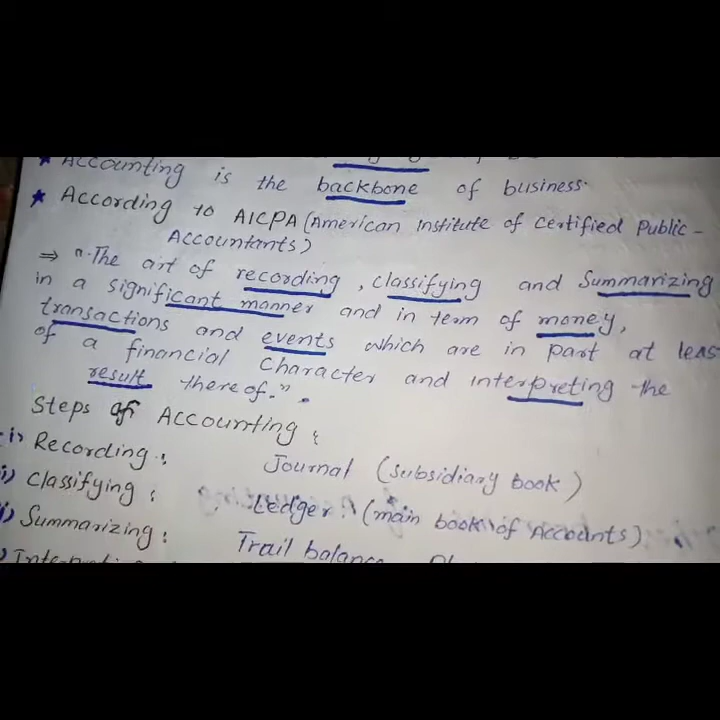 ★ Accounting is the backbone of business.
★ According to AICPA (American Institute of Certified Public -
Accountants)
⇒ "The art of recording, classifying and Summarizing
in a significant manner and in term of money,
transactions and events which are in part at least
of a financial character and interpreting the
result there of."
Steps of Accounting :
i) Recording : Journal (subsidiary book)
i) Classifying : Ledger : (main book of Accounts)
i) Summarizing : Trail balance